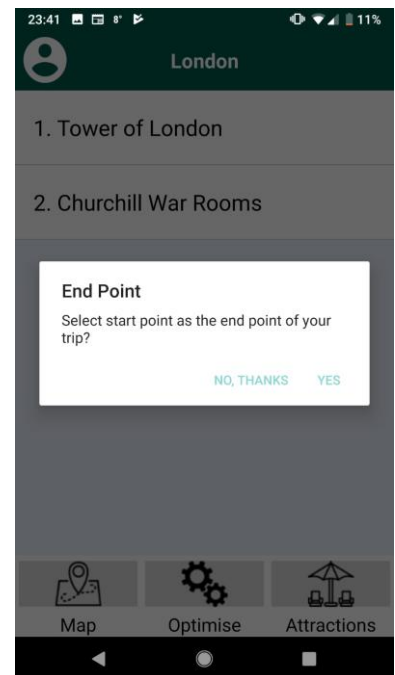 23:41 8° 11%
London
1. Tower of London
2. Churchill War Rooms
End Point
Select start point as the end point of your
trip?
NO, THANKS YES
Map Optimise Attractions